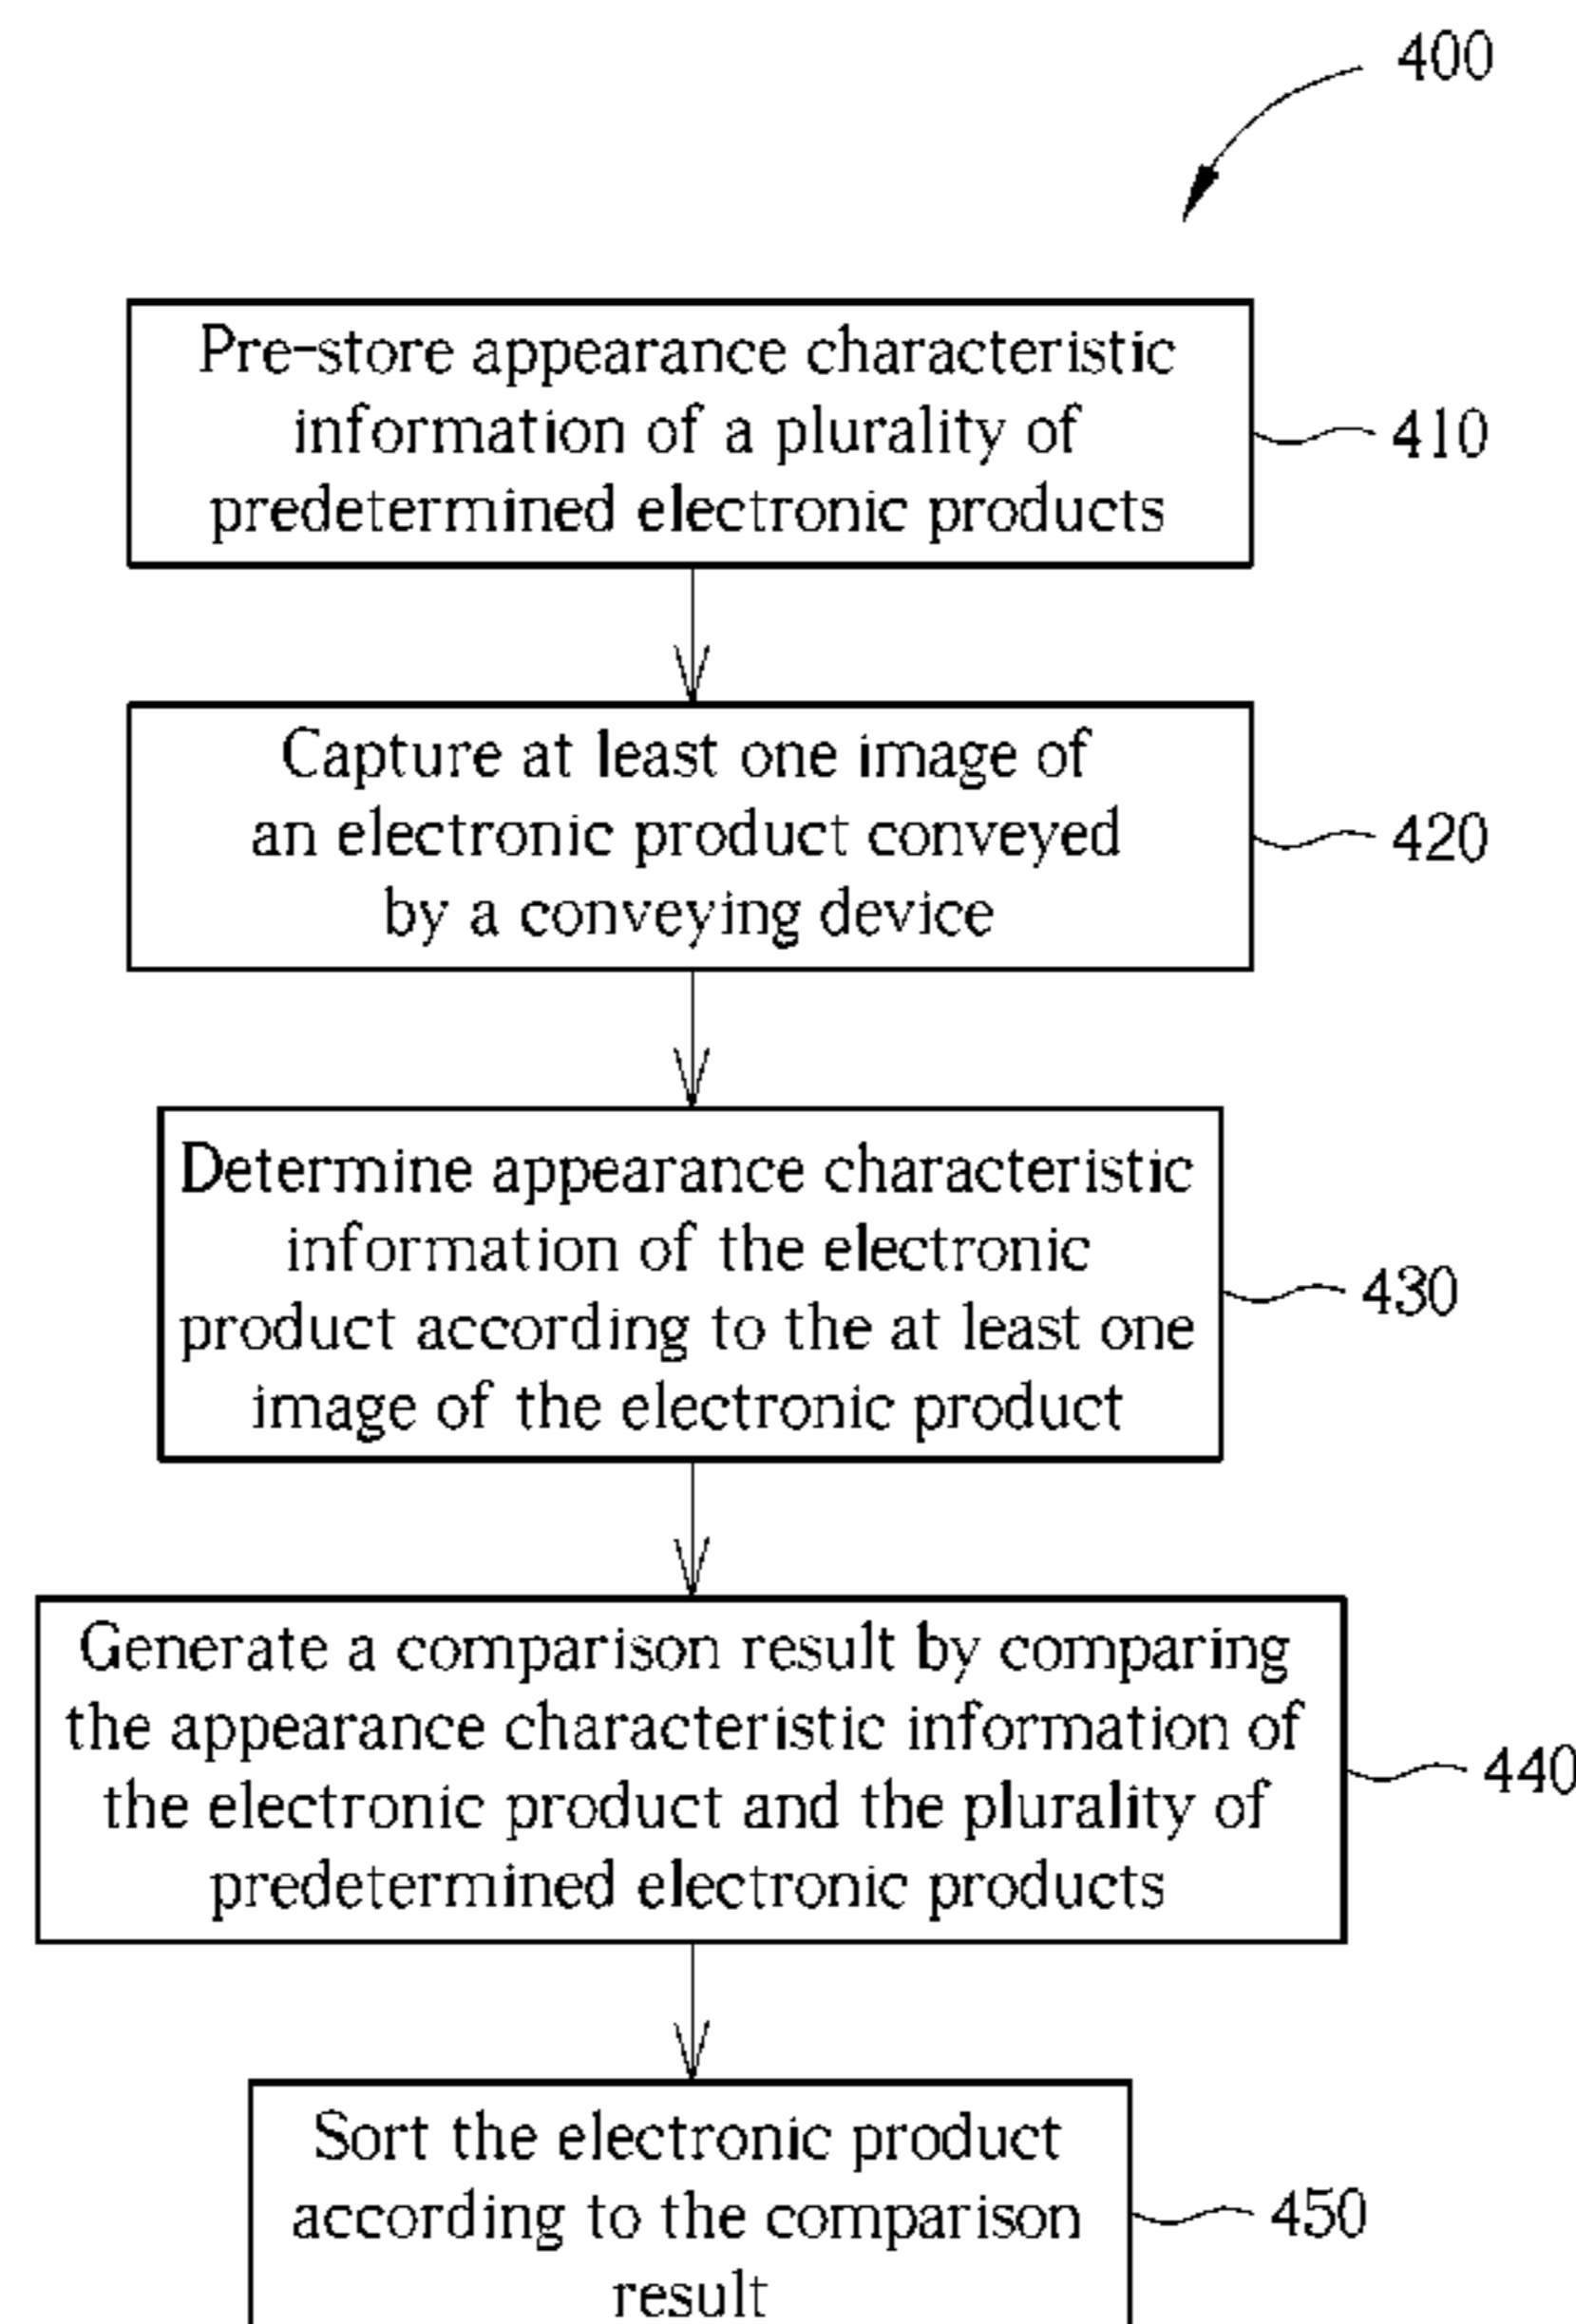 400
Pre-store appearance characteristic
information of a plurality of
predetermined electronic products
410
Capture at least one image of
an electronic product conveyed
by a conveying device
420
Determine appearance characteristic
information of the electronic
product according to the at least one
image of the electronic product
430
Generate a comparison result by comparing
the appearance characteristic information of
the electronic product and the plurality of
predetermined electronic products
440
Sort the electronic product
according to the comparison
result
450